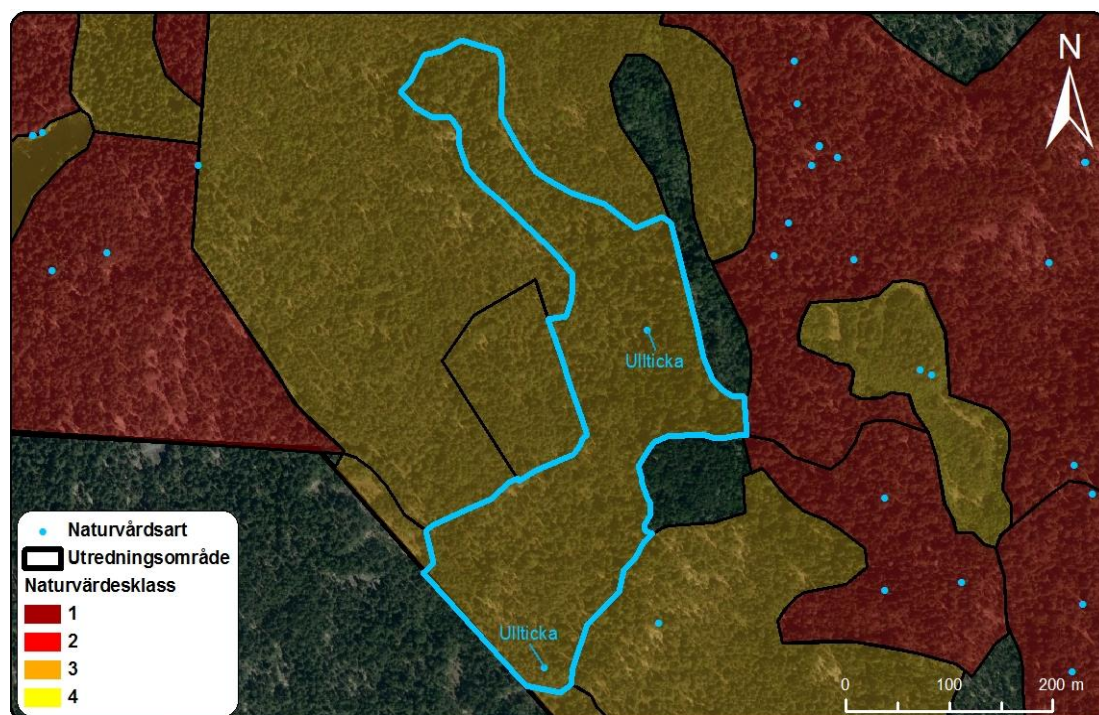 N
Ullticka
Ullticka
Naturvårdsart
Utredningsområde
Naturvärdesklass
1
2
3
4
0 100 200 m